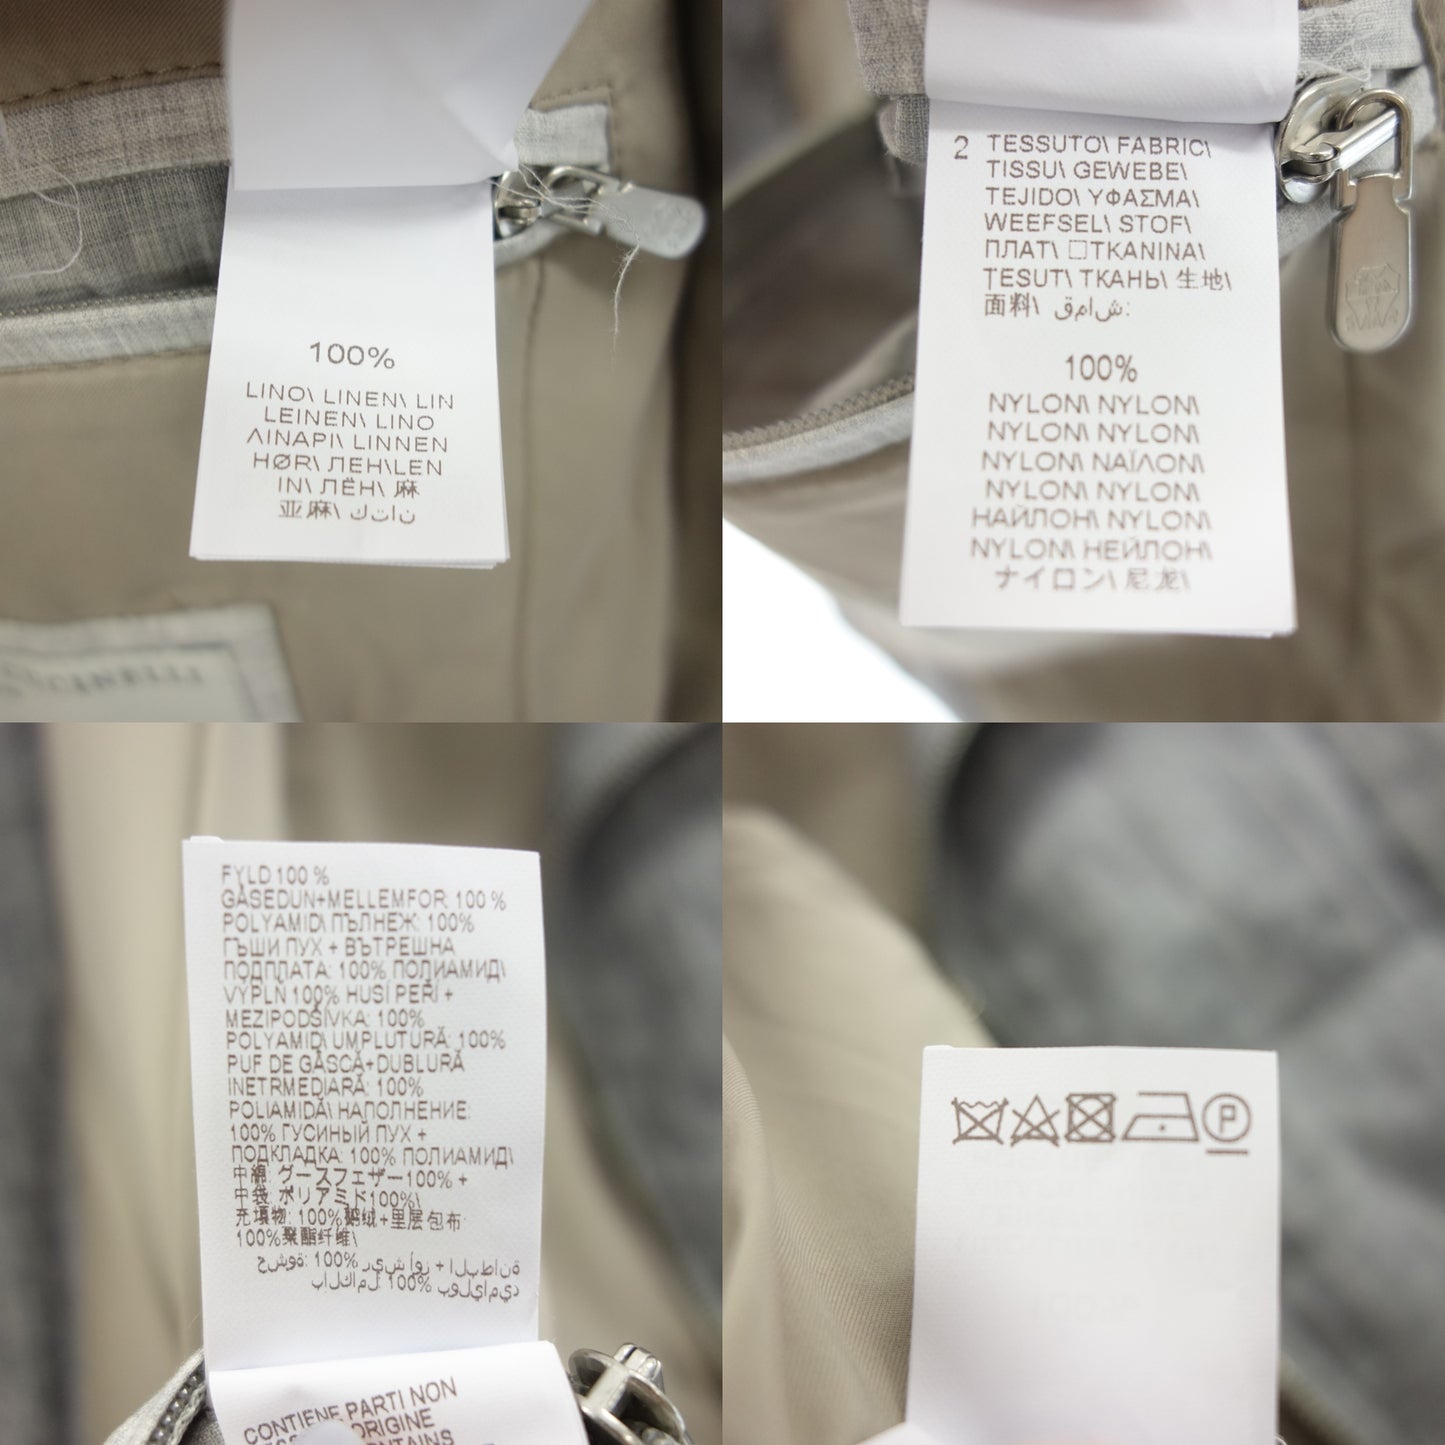 100%
LINO\ LINEN\ LIN
LEINEN\ LINO
ΛΙΝΑΡΙ\ LINNEN
HØR\ ЛЕН\LEN
IN\ ЛЁН\ 麻
亚麻\ كتان
2 TESSUTO\ FABRIC\
TISSU\ GEWEBE\
TEJIDO\ ΥΦΑΣΜΑ\
WEEFSEL\ STOF\
ПЛАТ\ □TKANINA\
ŢESUT\ ТКАНЬ\ 生地\
面料\ قماش:
100%
NYLON\ NYLON\
NYLON\ NYLON\
NYLON\ ΝΑΪΛΟΝ\
NYLON\ NYLON\
НАЙЛОН\ NYLON\
NYLON\ НЕЙЛОН\
ナイロン\ 尼龙\
FYLD 100 %
GÅSEDUN+MELLEMFOR: 100 %
POLYAMID\ ПЪЛНЕЖ: 100%
ГЪШИ ПУХ + ВЪТРЕШНА
ПОДПЛАТА: 100% ПОЛИАМИД\
VÝPLŇ 100% HUSÍ PEŘÍ +
MEZIPODŠÍVKA: 100%
POLYAMID\ UMPLUTURĂ: 100%
PUF DE GÂSCĂ+DUBLURĂ
INETRMEDIARĂ: 100%
POLIAMIDĂ\ НАПОЛНЕНИЕ:
100% ГУСИНЫЙ ПУХ +
ПОДКЛАДКА: 100% ПОЛИАМИД\
中綿: グースフェザー100% +
中袋: ポリアミド100%\
充填物: 100%鹅绒+里层包布
100%聚酯纤维\
حشوة: 100% ريش أوز + البطانة
بالكامل: 100% بولياميد
CONTIENE PARTI NON
ORIGINE
P